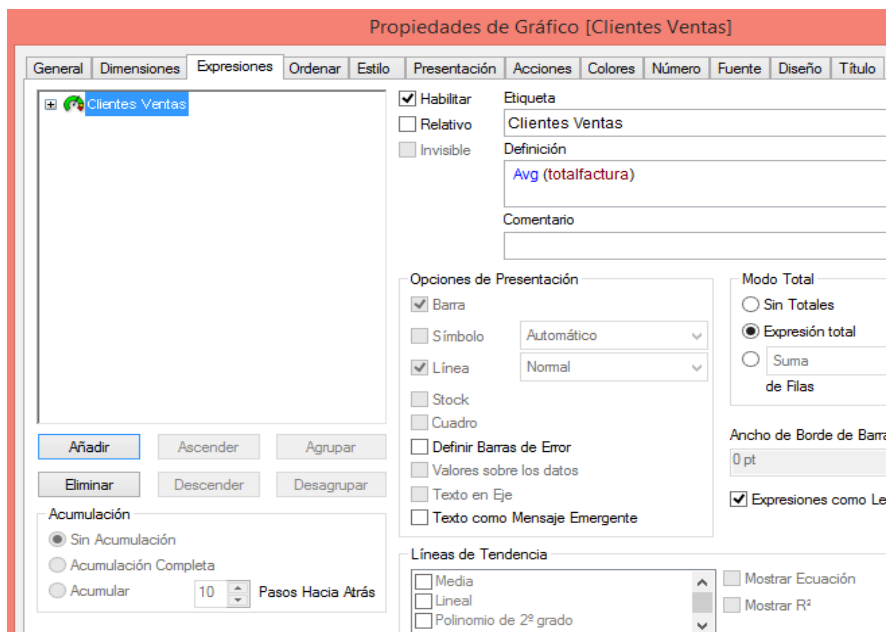 Propiedades de Gráfico [Clientes Ventas]
General Dimensiones Expresiones Ordenar Estilo Presentación Acciones Colores Número Fuente Diseño Título
Clientes Ventas
Habilitar
Relativo
Invisible
Etiqueta
Clientes Ventas
Definición
Avg (totalfactura)
Comentario
Opciones de Presentación
Barra
Símbolo Automático
Línea Normal
Stock
Cuadro
Definir Barras de Error
Valores sobre los datos
Texto en Eje
Texto como Mensaje Emergente
Modo Total
Sin Totales
Expresión total
Suma
de Filas
Ancho de Borde de Barra
0 pt
Expresiones como Le
Añadir Ascender Agrupar
Eliminar Descender Desagrupar
Acumulación
Sin Acumulación
Acumulación Completa
Acumular 10 Pasos Hacia Atrás
Líneas de Tendencia
Media
Lineal
Polinomio de 2º grado
Mostrar Ecuación
Mostrar R²